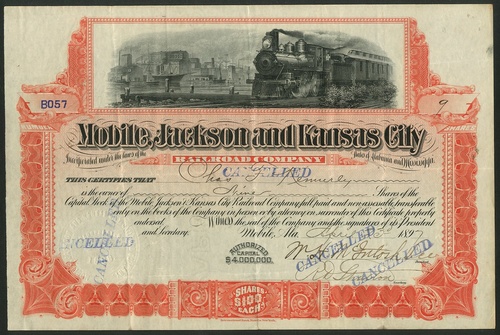 B057
9
Mobile, Jackson and Kansas City
Incorporated under the laws of the
States of Alabama and Mississippi.
RAILROAD COMPANY
THIS CERTIFIES THAT Chas.
CANCELLED
is the owner of Nine Shares of the
Capital Stock of the Mobile Jackson & Kansas City Railroad Company full paid and non assessable transferable
only on the books of the Company in person or by attorney on surrender of this Certificate properly
endorsed. Witness the seal of the Company and the signatures of its President
and Secretary. Mobile, Ala. 1897
CANCELLED
CANCELLED
CANCELLED
CANCELLED
AUTHORIZED
CAPITAL
$4,000,000.
SHARES
$100
EACH